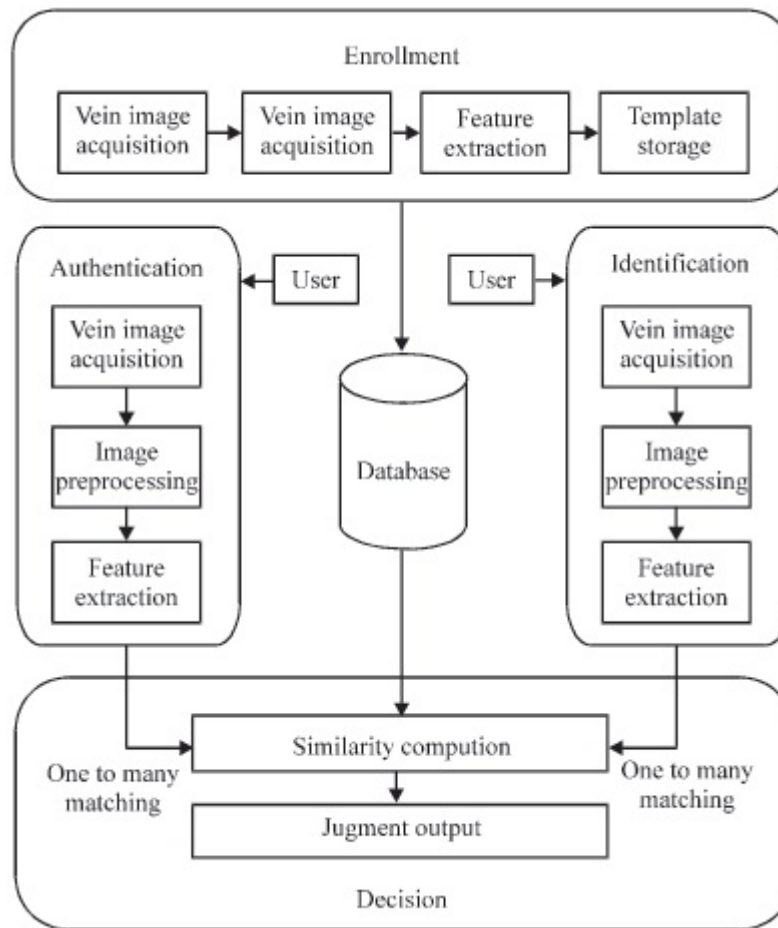 Enrollment
Vein image
acquisition
Vein image
acquisition
Feature
extraction
Template
storage
Authentication
User
User
Identification
Vein image
acquisition
Image
preprocessing
Feature
extraction
Database
Vein image
acquisition
Image
preprocessing
Feature
extraction
Similarity compution
One to many
matching
One to many
matching
Jugment output
Decision